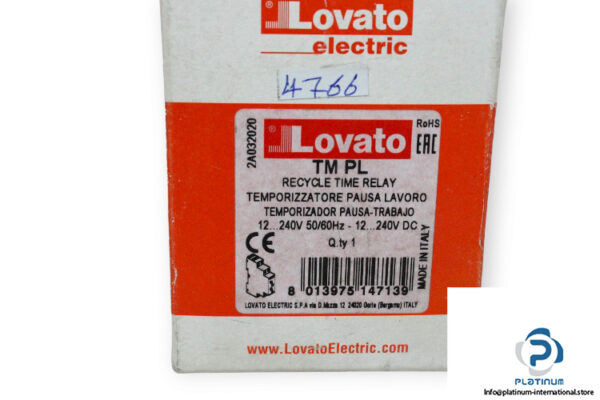 Lovato
electric
4766
2A032020
Lovato
RoHS
EAC
TM PL
RECYCLE TIME RELAY
TEMPORIZZATORE PAUSA LAVORO
TEMPORIZADOR PAUSA-TRABAJO
12...240V 50/60Hz - 12...240V DC
CE
Q.ty 1
MADE IN ITALY
8 013975 147139
LOVATO ELECTRIC S.P.A via D.Mazza 12 24020 Gorle (Bergamo) ITALY
www.LovatoElectric.com
PLATINUM
info@platinum-international.store